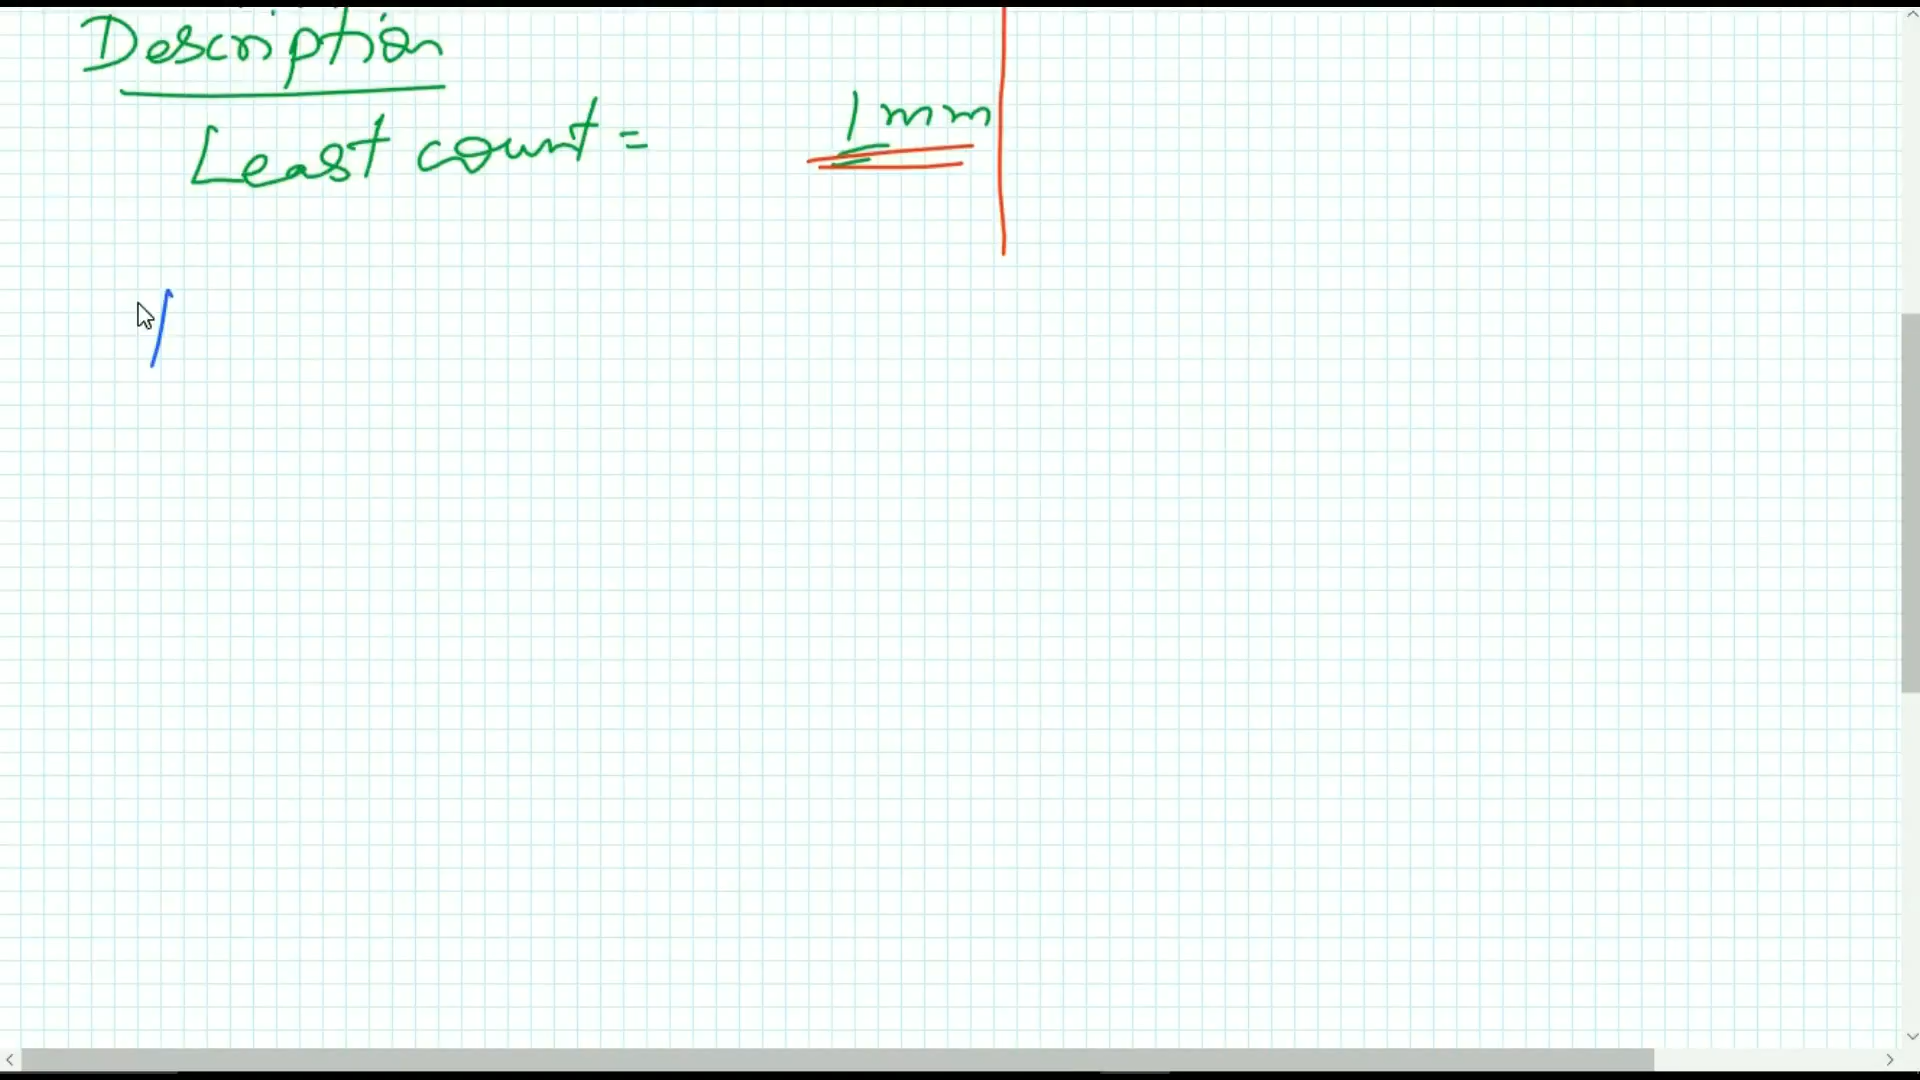 Description
Least count = 1mm